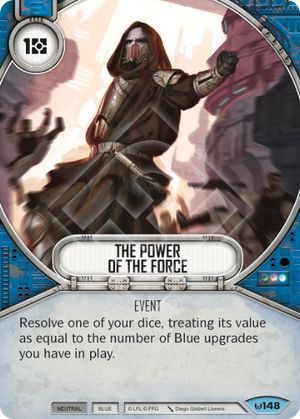 1
THE POWER
OF THE FORCE
EVENT
Resolve one of your dice, treating its value
as equal to the number of Blue upgrades
you have in play.
NEUTRAL BLUE © LFL © FFG Diego Gisbert Llorens 148